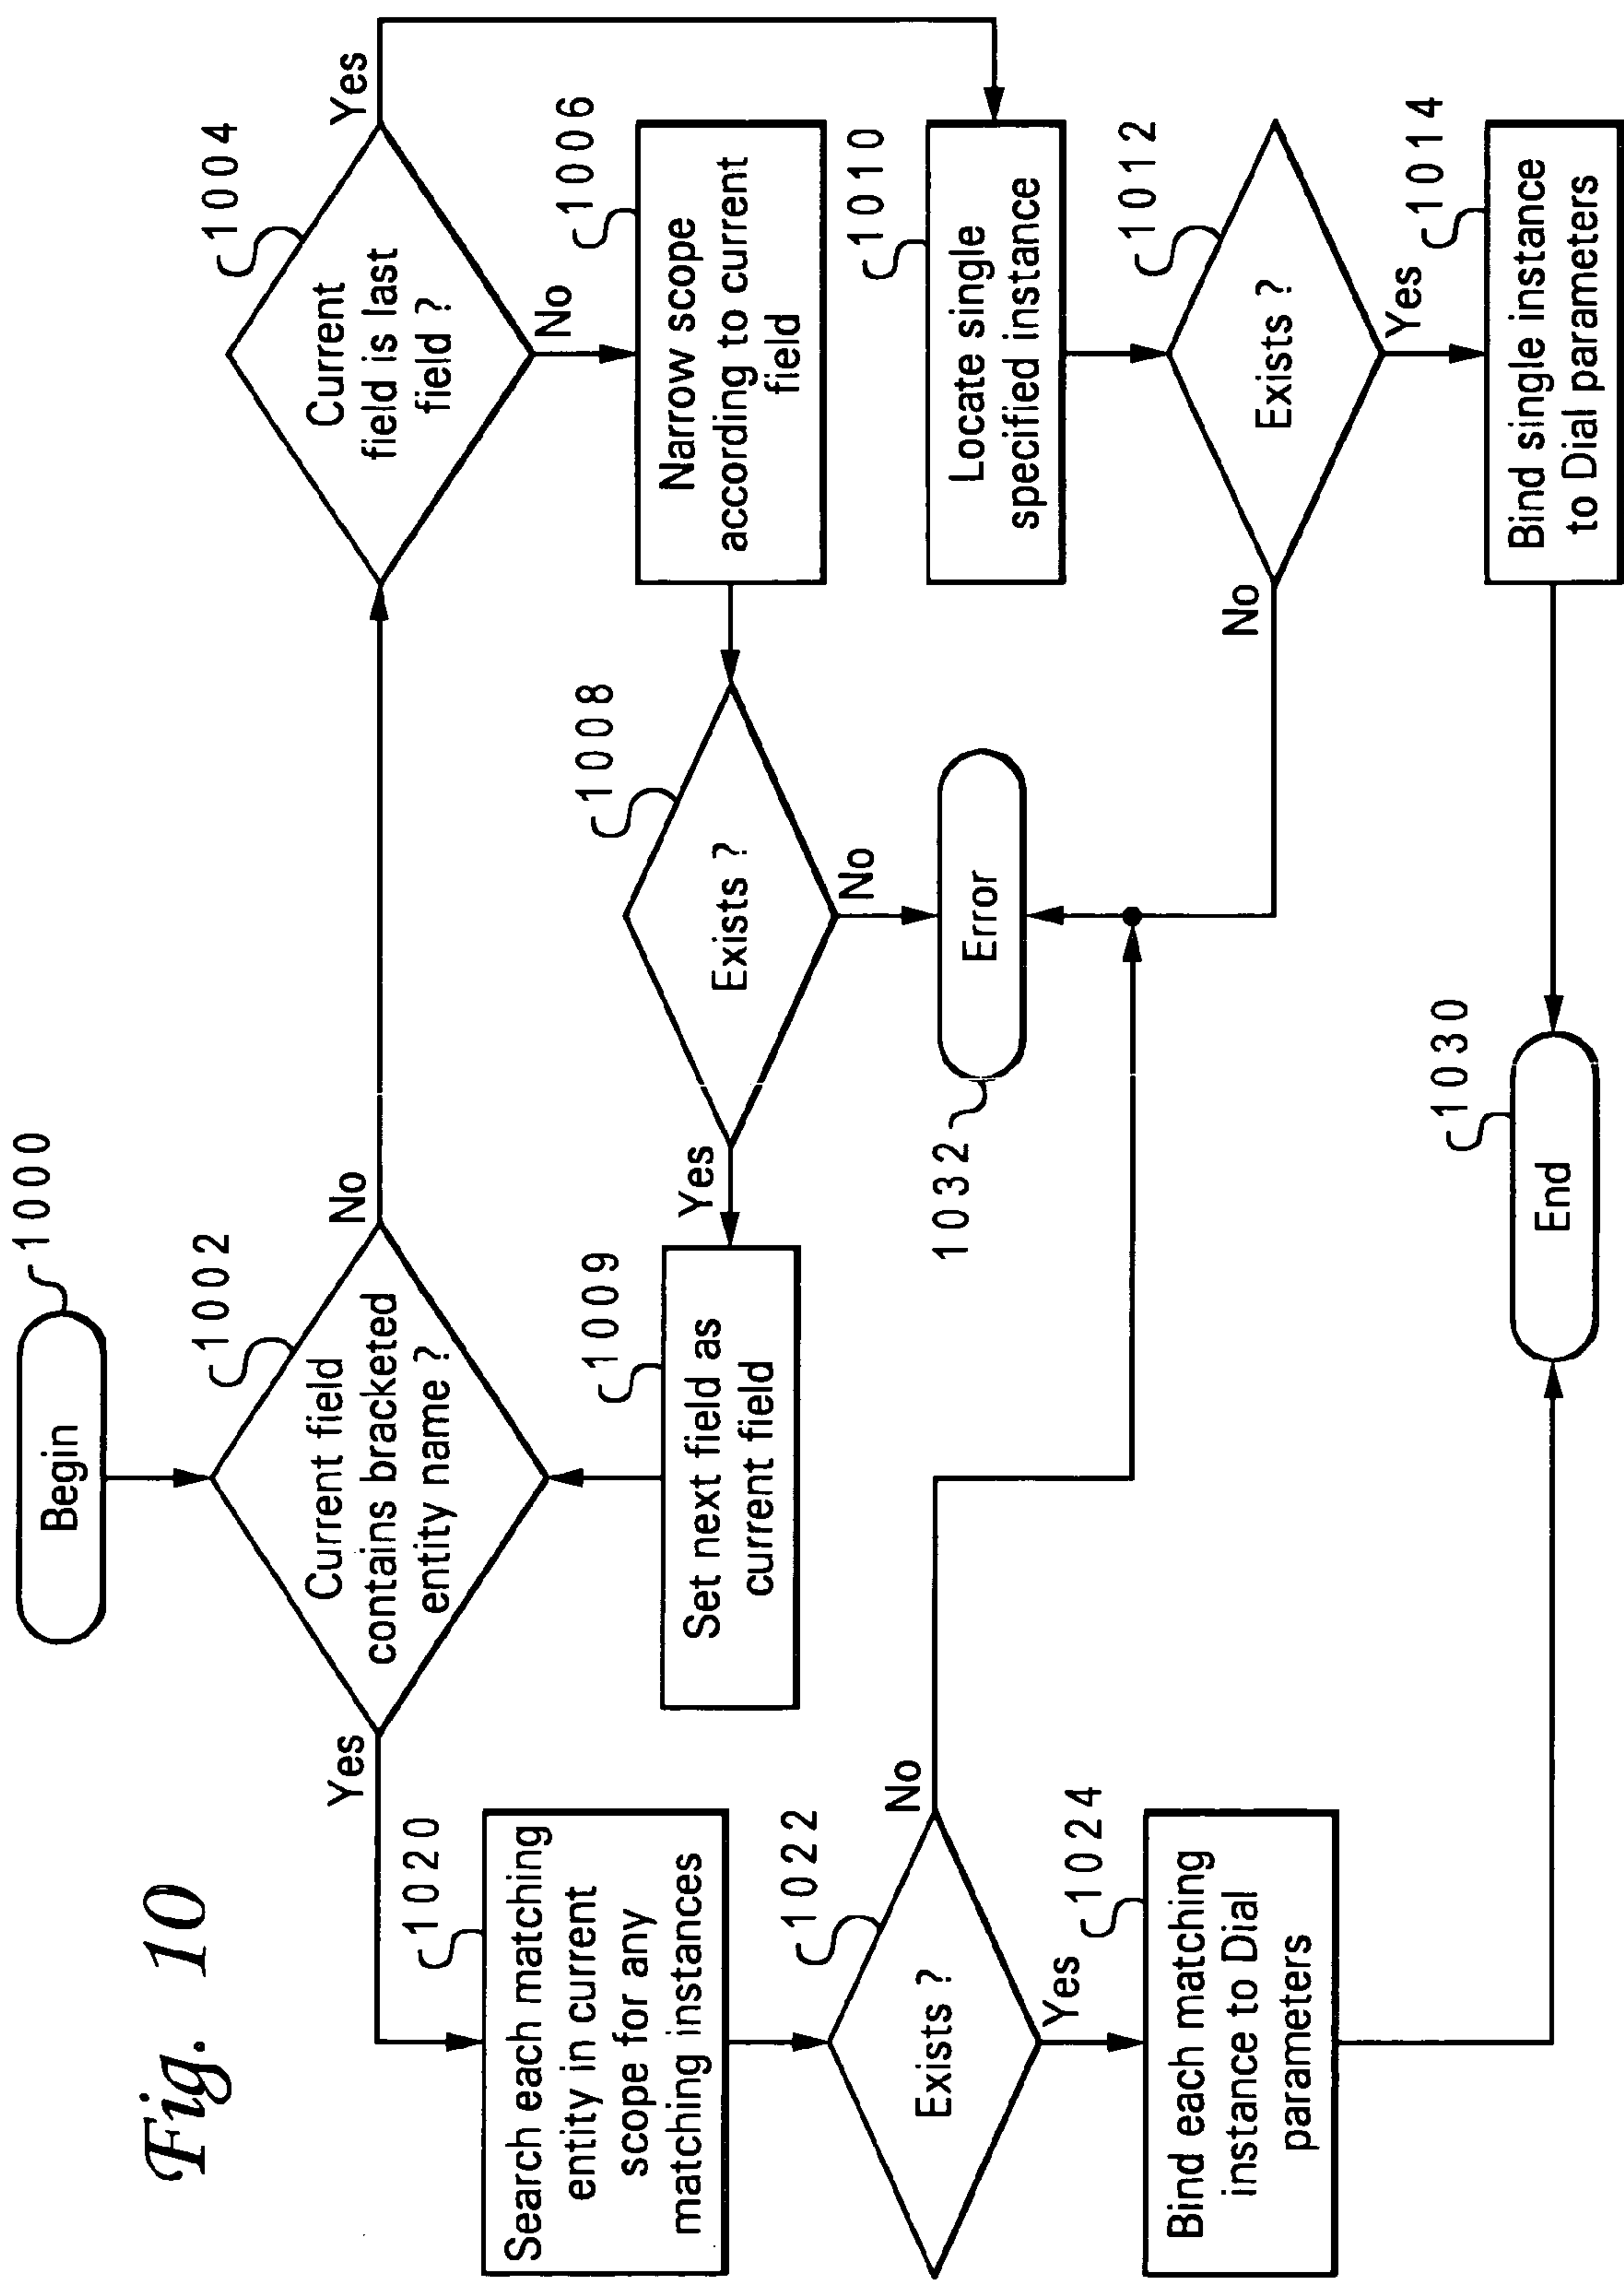 Fig. 10
Begin
1000
Current field
contains bracketed
entity name ?
1002
Yes
No
Current
field is last
field ?
1004
Yes
No
Search each matching
entity in current
scope for any
matching instances
1020
Set next field as
current field
1009
Yes
Exists ?
1008
No
Narrow scope
according to current
field
1006
Exists ?
1022
No
Yes
1032
Error
Locate single
specified instance
1010
Exists ?
1012
No
Yes
Bind each matching
instance to Dial
parameters
1024
End
1030
Bind single instance
to Dial parameters
1014